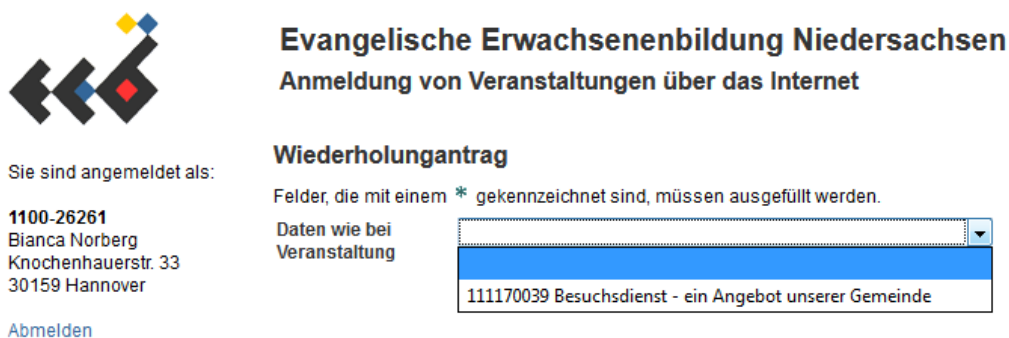 Evangelische Erwachsenenbildung Niedersachsen
Anmeldung von Veranstaltungen über das Internet
Sie sind angemeldet als:
1100-26261
Bianca Norberg
Knochenhauerstr. 33
30159 Hannover
Abmelden
Wiederholungantrag
Felder, die mit einem * gekennzeichnet sind, müssen ausgefüllt werden.
Daten wie bei
Veranstaltung
111170039 Besuchsdienst - ein Angebot unserer Gemeinde